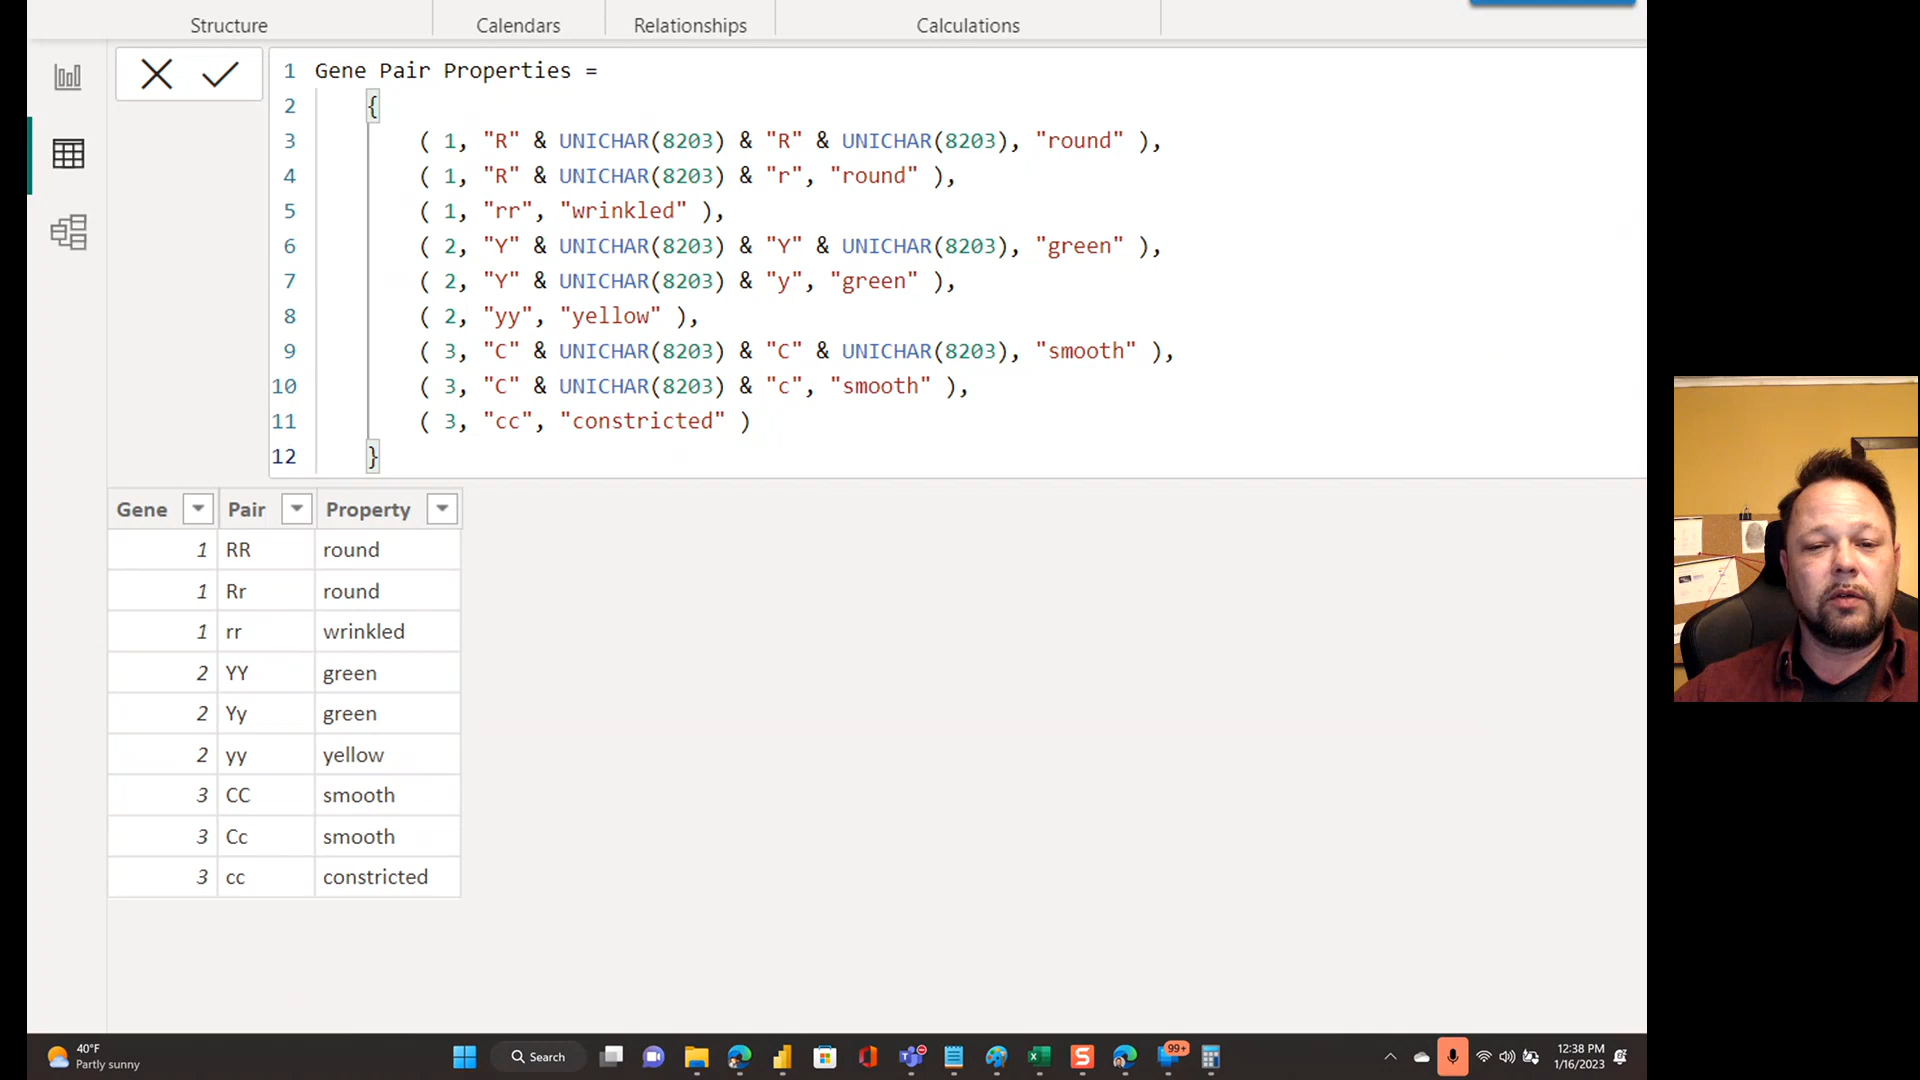 Structure
Calendars
Relationships
Calculations
1 Gene Pair Properties =
2 {
3 ( 1, "R" & UNICHAR(8203) & "R" & UNICHAR(8203), "round" ),
4 ( 1, "R" & UNICHAR(8203) & "r", "round" ),
5 ( 1, "rr", "wrinkled" ),
6 ( 2, "Y" & UNICHAR(8203) & "Y" & UNICHAR(8203), "green" ),
7 ( 2, "Y" & UNICHAR(8203) & "y", "green" ),
8 ( 2, "yy", "yellow" ),
9 ( 3, "C" & UNICHAR(8203) & "C" & UNICHAR(8203), "smooth" ),
10 ( 3, "C" & UNICHAR(8203) & "c", "smooth" ),
11 ( 3, "cc", "constricted" )
12 }
Gene Pair Property
1 RR round
1 Rr round
1 rr wrinkled
2 YY green
2 Yy green
2 yy yellow
3 CC smooth
3 Cc smooth
3 cc constricted
40°F
Partly sunny
Search
99+
12:38 PM
1/16/2023